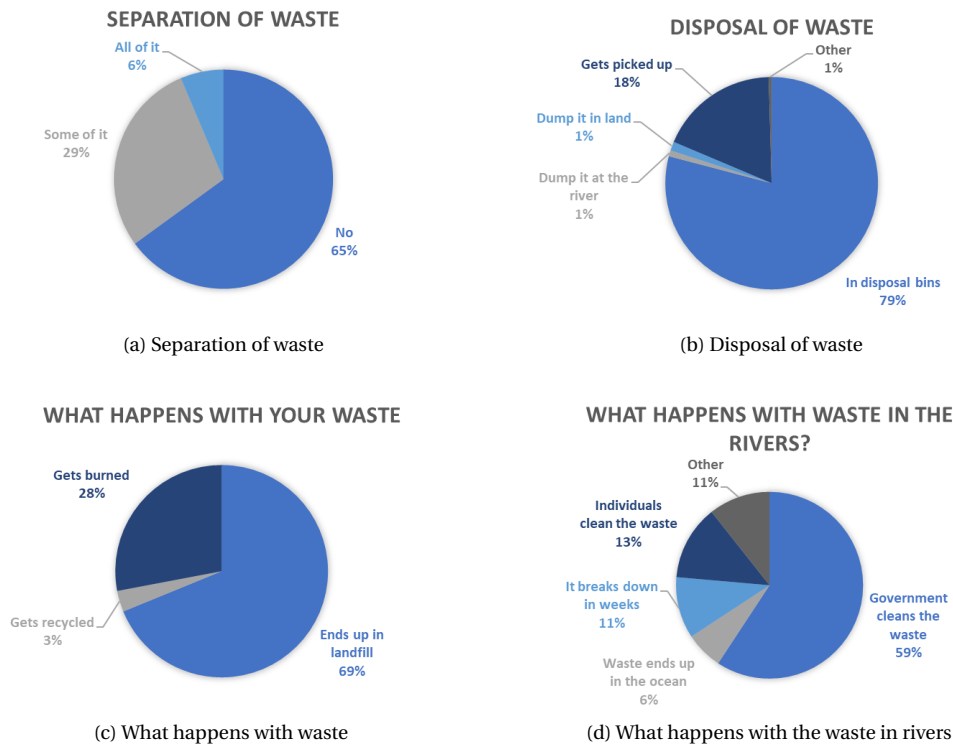 SEPARATION OF WASTE
All of it
6%
Some of it
29%
No
65%
(a) Separation of waste
DISPOSAL OF WASTE
Other
1%
Gets picked up
18%
Dump it in land
1%
Dump it at the
river
1%
In disposal bins
79%
(b) Disposal of waste
WHAT HAPPENS WITH YOUR WASTE
Gets burned
28%
Gets recycled
3%
Ends up in
landfill
69%
(c) What happens with waste
WHAT HAPPENS WITH WASTE IN THE
RIVERS?
Other
11%
Individuals
clean the waste
13%
It breaks down
in weeks
11%
Government
cleans the
waste
59%
Waste ends up
in the ocean
6%
(d) What happens with the waste in rivers